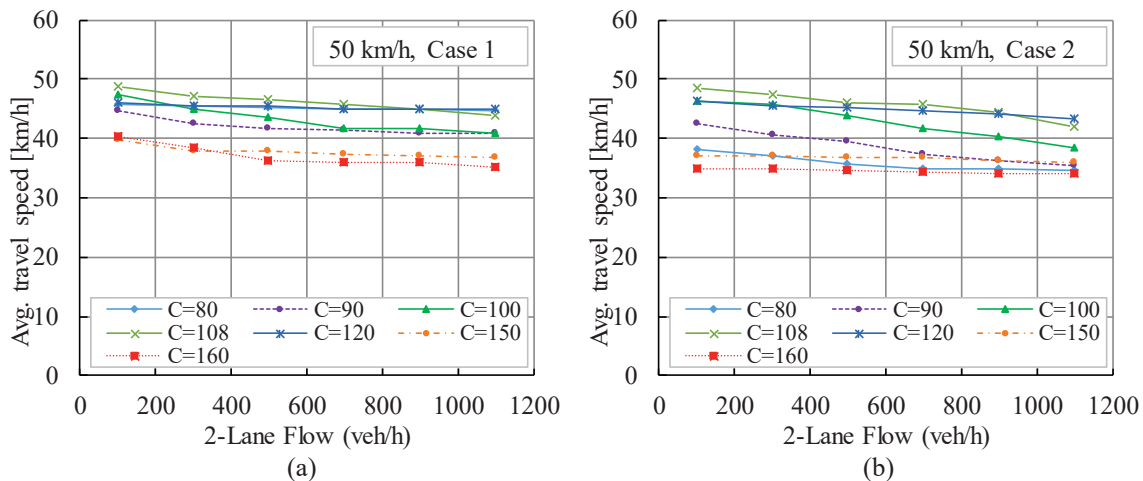 Avg. travel speed [km/h]
60
50
40
30
20
10
0
50 km/h, Case 1
C=80 C=90 C=100
C=108 C=120 C=150
C=160
0 200 400 600 800 1000 1200
2-Lane Flow (veh/h)
(a)
Avg. travel speed [km/h]
60
50
40
30
20
10
0
50 km/h, Case 2
C=80 C=90 C=100
C=108 C=120 C=150
C=160
0 200 400 600 800 1000 1200
2-Lane Flow (veh/h)
(b)